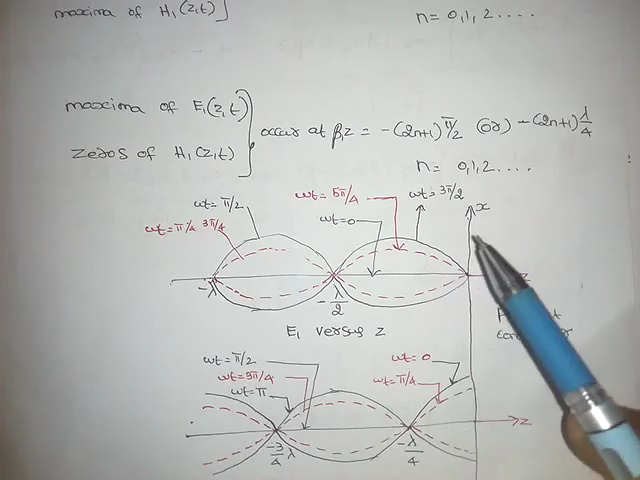 maxima of H₁(z,t)]
n = 0,1,2....
maxima of E₁(z,t)
zeros of H₁(z,t)
} occur at β₁z = -(2n+1)π/2 (or) -(2n+1)λ/4
n = 0,1,2....
ωt = π/2
ωt = 5π/4
ωt = 3π/2
x
ωt = π/4 3π/4
ωt = 0
-λ
-λ/2
E₁ versus z
ωt = π/2
ωt = 0
ωt = 3π/4
ωt = π/4
ωt = π
z
-3/4 λ
-λ/4